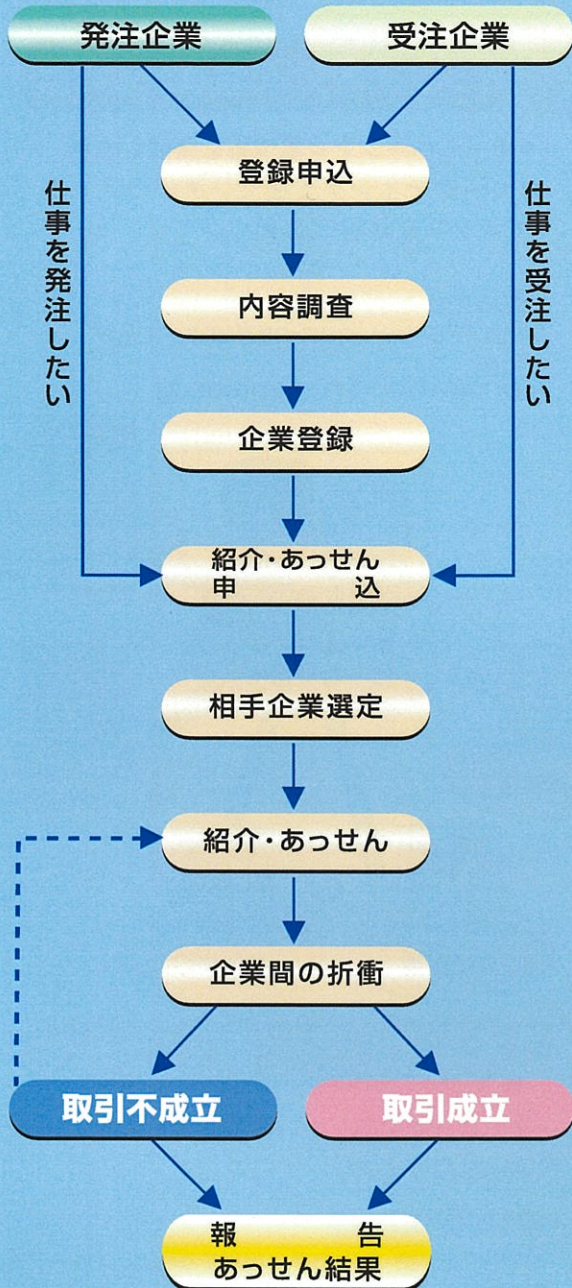 発注企業
受注企業
登録申込
仕事を発注したい
仕事を受注したい
内容調査
企業登録
紹介・あっせん
申込
相手企業選定
紹介・あっせん
企業間の折衝
取引不成立
取引成立
報告
あっせん結果